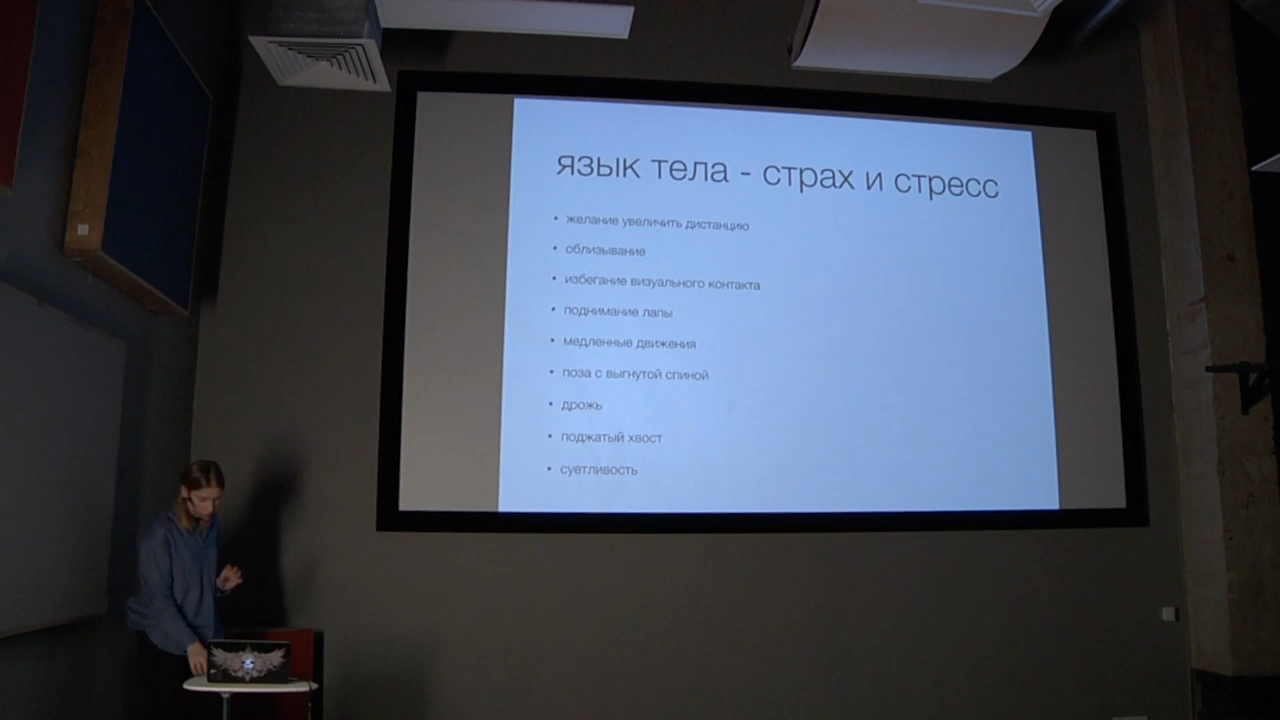 язык тела - страх и стресс
• желание увеличить дистанцию
• облизывание
• избегание визуального контакта
• поднимание лапы
• медленные движения
• поза с выгнутой спиной
• дрожь
• поджатый хвост
• суетливость